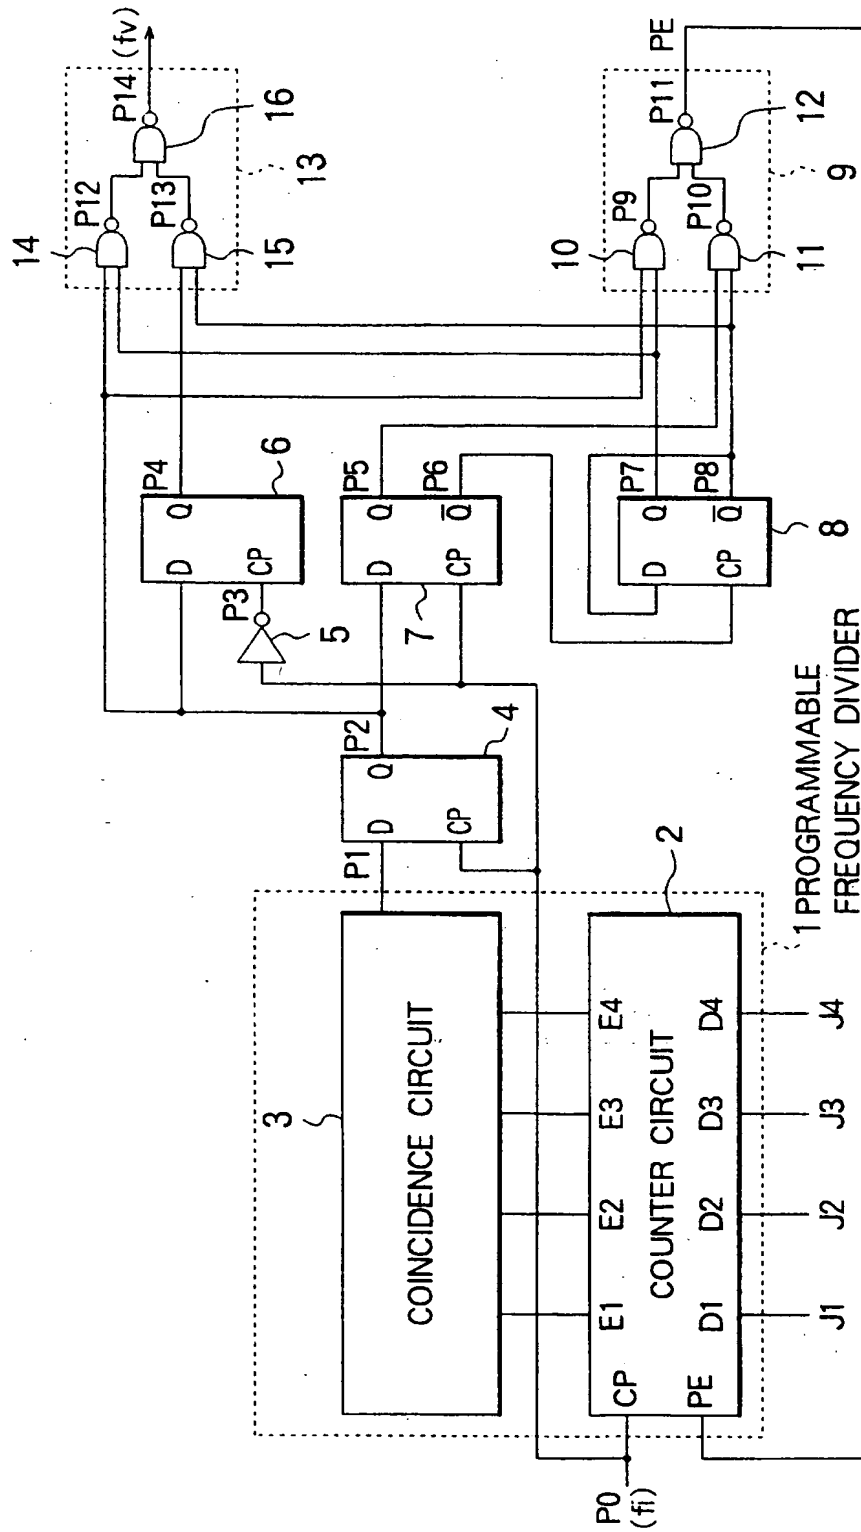 P0
(fi)
1 PROGRAMMABLE
FREQUENCY DIVIDER
3
COINCIDENCE CIRCUIT
E1 E2 E3 E4
CP
PE
COUNTER CIRCUIT
D1 D2 D3 D4
J1 J2 J3 J4
2
P1
D Q
CP
P2
4
P3
5
D Q
CP
P4
6
D Q
CP Q
P5
P6
7
D Q
CP Q
P7
P8
8
14
P12
15
P13
16
P14 (fv)
13
10
P9
11
P10
12
P11
PE
9